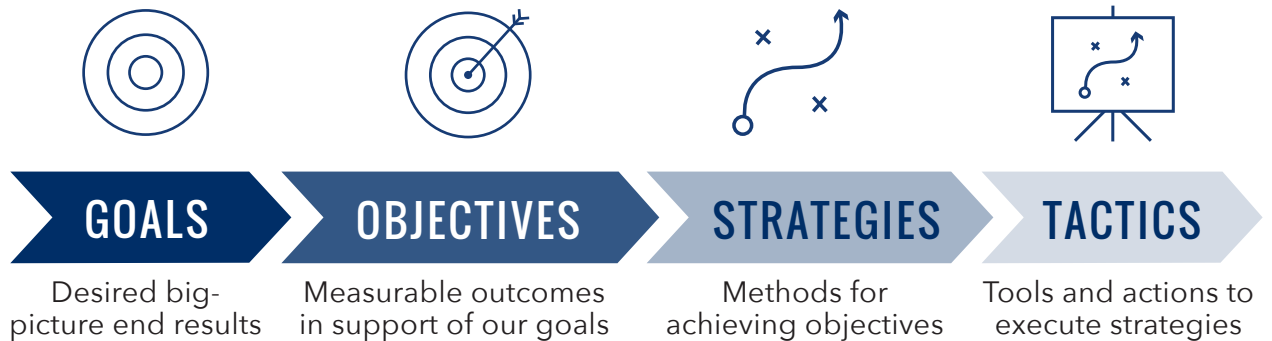 GOALS
OBJECTIVES
STRATEGIES
TACTICS
Desired big-
picture end results
Measurable outcomes
in support of our goals
Methods for
achieving objectives
Tools and actions to
execute strategies